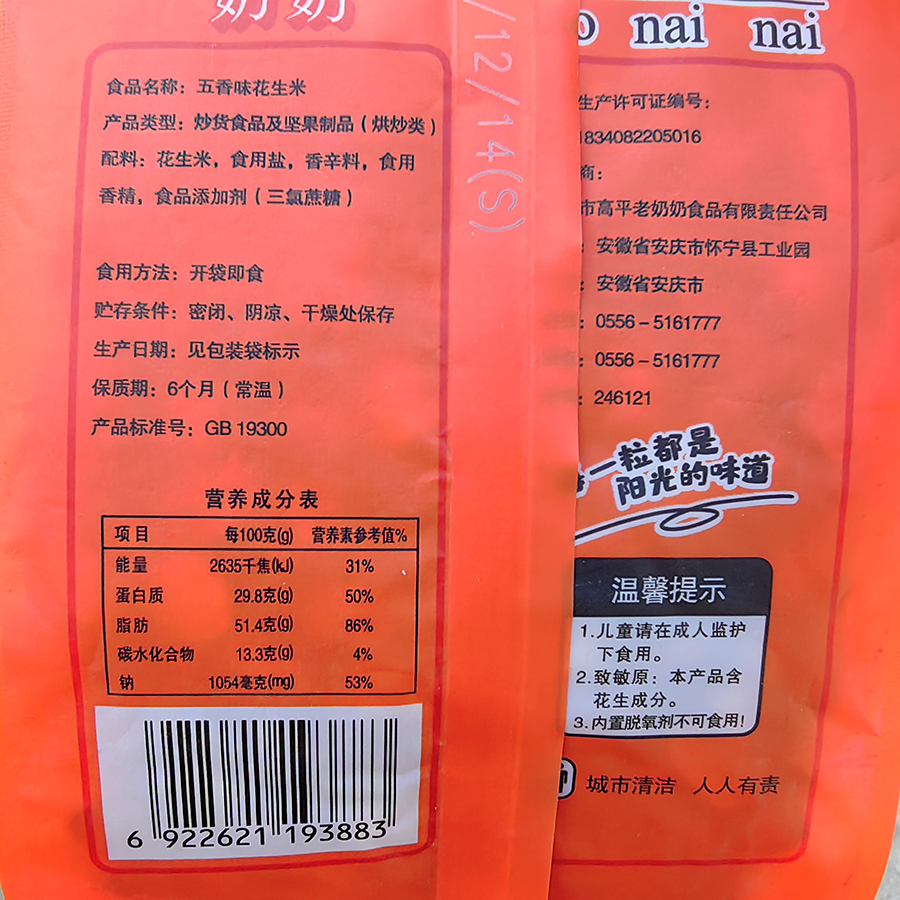 奶奶
食品名称：五香味花生米
产品类型：炒货食品及坚果制品（烘炒类）
配料：花生米，食用盐，香辛料，食用
香精，食品添加剂（三氯蔗糖）
食用方法：开袋即食
贮存条件：密闭、阴凉、干燥处保存
生产日期：见包装袋标示
保质期：6个月（常温）
产品标准号：GB 19300
营养成分表
项目 每100克(g) 营养素参考值%
能量 2635千焦(kJ) 31%
蛋白质 29.8克(g) 50%
脂肪 51.4克(g) 86%
碳水化合物 13.3克(g) 4%
钠 1054毫克(mg) 53%
6 922621 193883
/12/14(S)
o nai nai
生产许可证编号：
1834082205016
商：
市高平老奶奶食品有限责任公司
：安徽省安庆市怀宁县工业园
：安徽省安庆市
：0556-5161777
：0556-5161777
：246121
一粒都是
阳光的味道
温馨提示
1.儿童请在成人监护
下食用。
2.致敏原：本产品含
花生成分。
3.内置脱氧剂不可食用!
城市清洁 人人有责